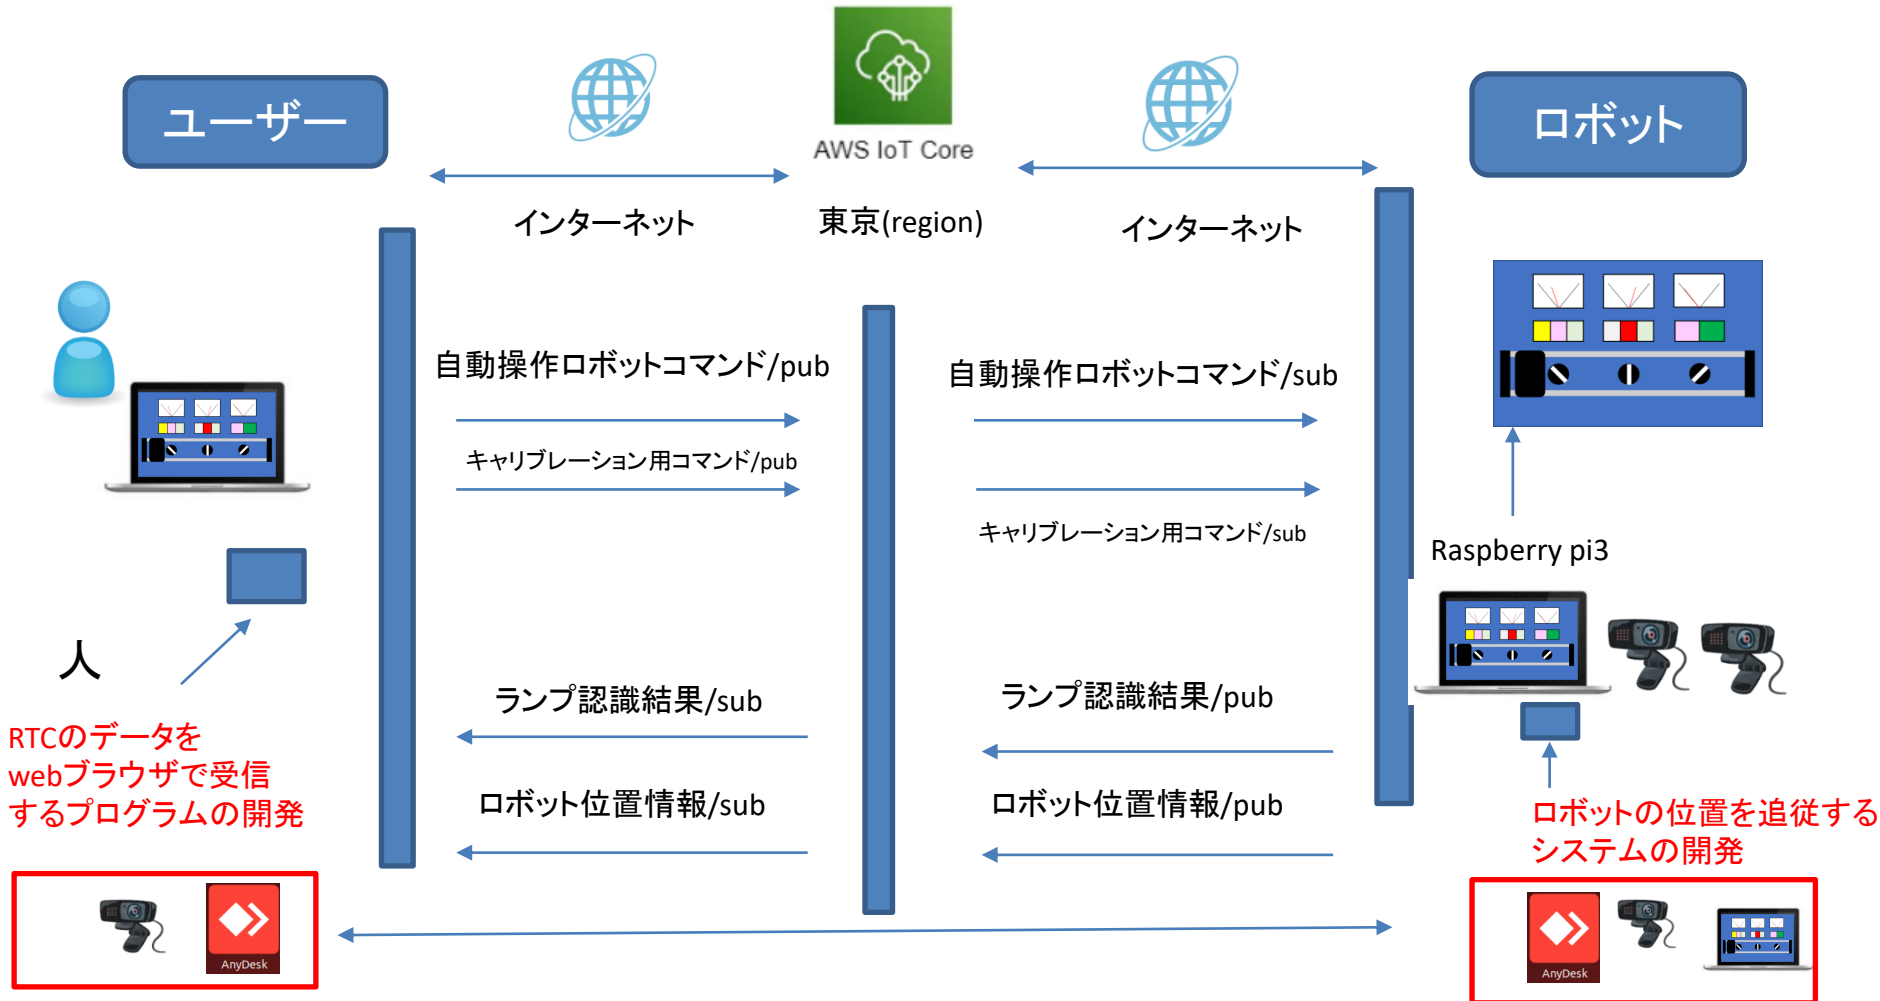 ユーザー
AWS IoT Core
ロボット
インターネット
東京(region)
インターネット
自動操作ロボットコマンド/pub
自動操作ロボットコマンド/sub
キャリブレーション用コマンド/pub
キャリブレーション用コマンド/sub
Raspberry pi3
人
ランプ認識結果/sub
ランプ認識結果/pub
RTCのデータを
webブラウザで受信
するプログラムの開発
ロボット位置情報/sub
ロボット位置情報/pub
ロボットの位置を追従する
システムの開発
AnyDesk
AnyDesk